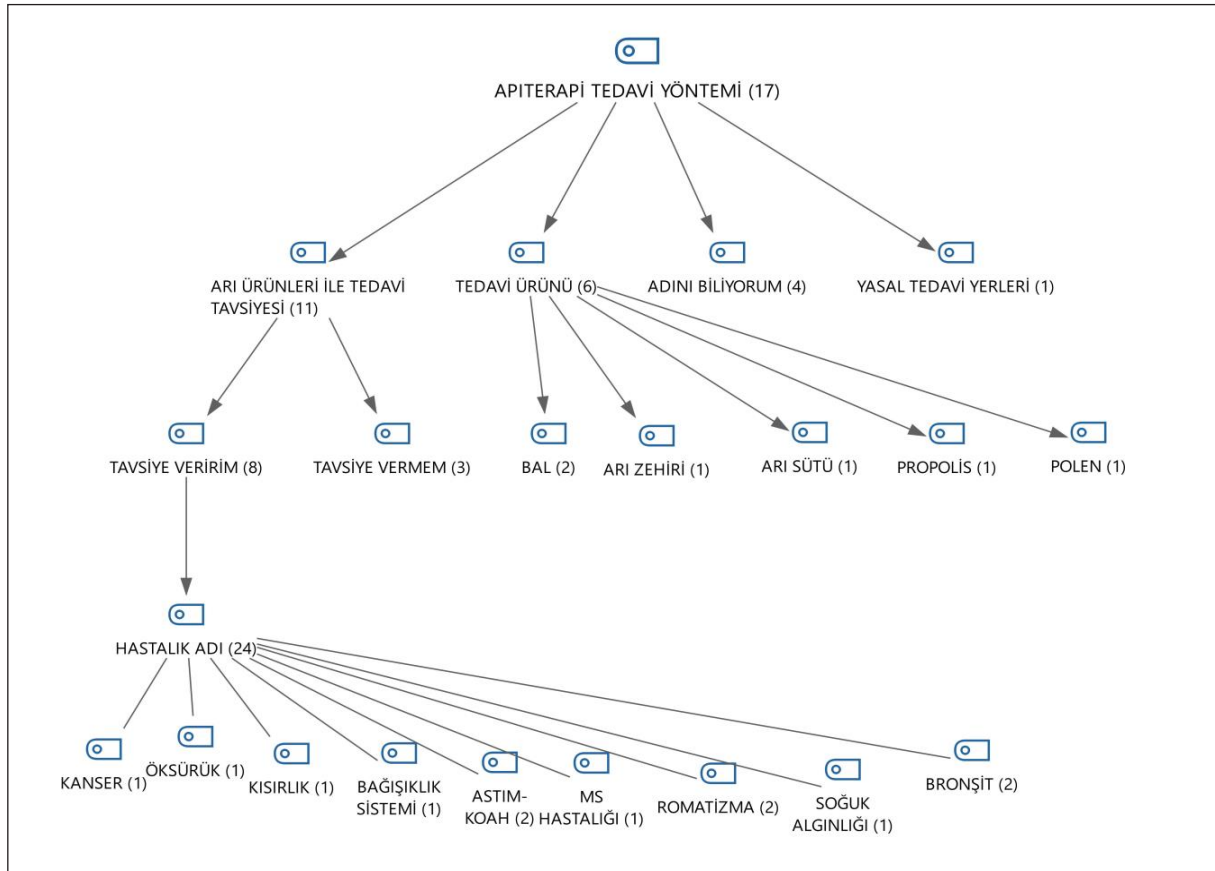 APITERAPİ TEDAVİ YÖNTEMİ (17)
ARI ÜRÜNLERİ İLE TEDAVİ
TAVSİYESİ (11)
TEDAVİ ÜRÜNÜ (6)
ADINI BİLİYORUM (4)
YASAL TEDAVİ YERLERİ (1)
TAVSİYE VERİRİM (8)
TAVSİYE VERMEM (3)
BAL (2)
ARI ZEHİRİ (1)
ARI SÜTÜ (1)
PROPOLİS (1)
POLEN (1)
HASTALIK ADI (24)
KANSER (1)
ÖKSÜRÜK (1)
KISIRLIK (1)
BAĞIŞIKLIK
SİSTEMİ (1)
ASTIM-
KOAH (2)
MS
HASTALIĞI (1)
ROMATİZMA (2)
SOĞUK
ALGINLIĞI (1)
BRONŞİT (2)